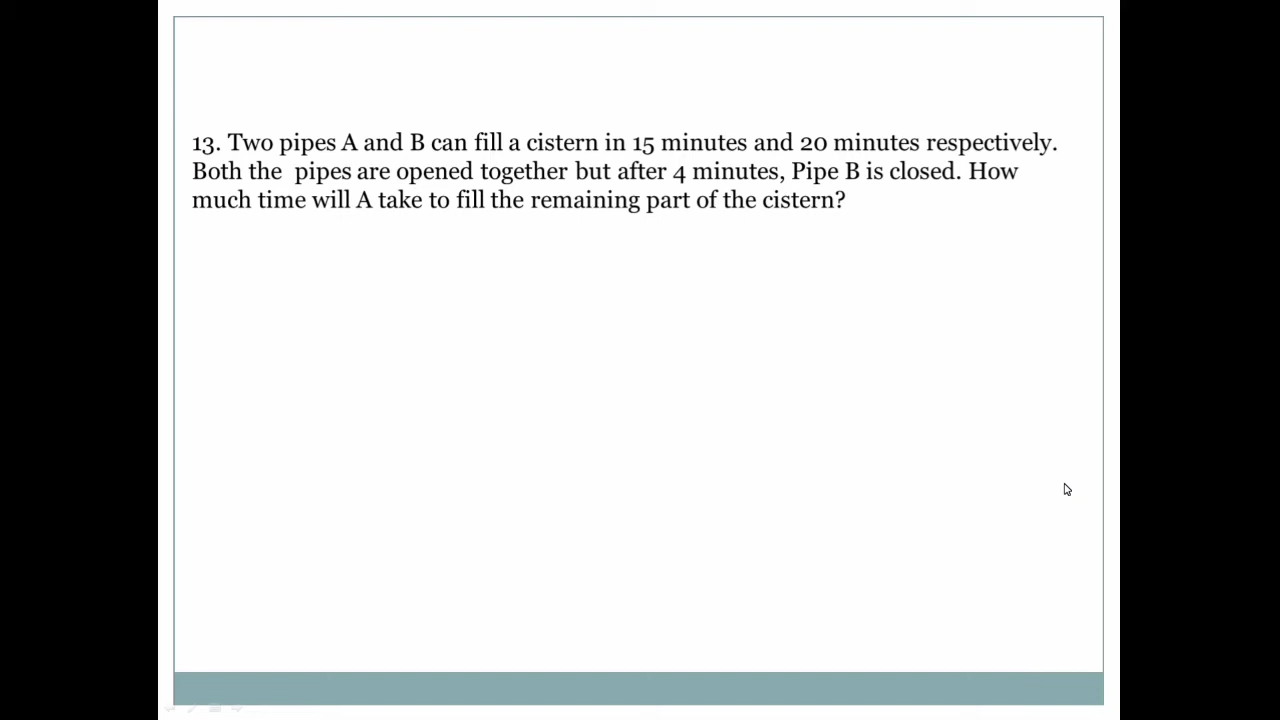 13. Two pipes A and B can fill a cistern in 15 minutes and 20 minutes respectively.
Both the  pipes are opened together but after 4 minutes, Pipe B is closed. How
much time will A take to fill the remaining part of the cistern?